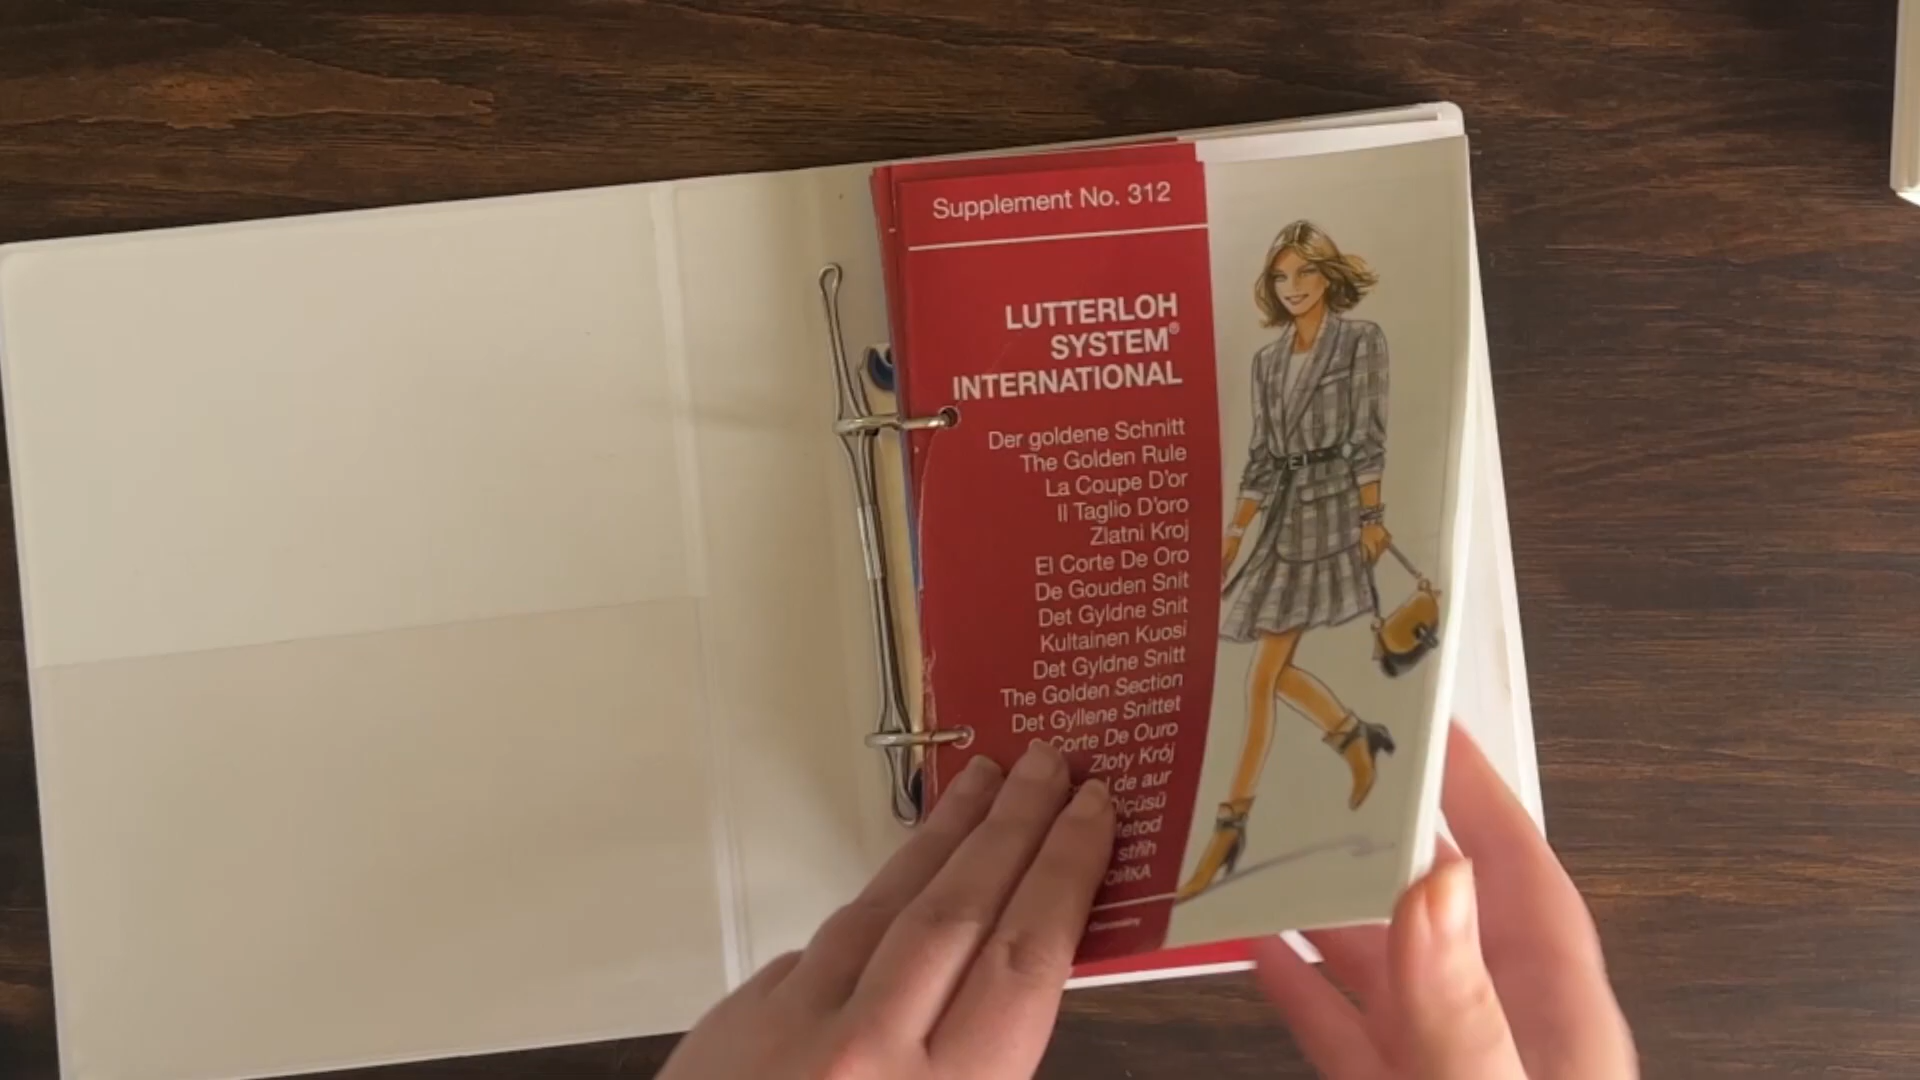 Supplement No. 312
LUTTERLOH
SYSTEM®
INTERNATIONAL
Der goldene Schnitt
The Golden Rule
La Coupe D'or
Il Taglio D'oro
Zlatni Kroj
El Corte De Oro
De Gouden Snit
Det Gyldne Snit
Kultainen Kuosi
Det Gyldne Snitt
The Golden Section
Det Gyllene Snittet
Corte De Ouro
Złoty Krój
de aur
střih